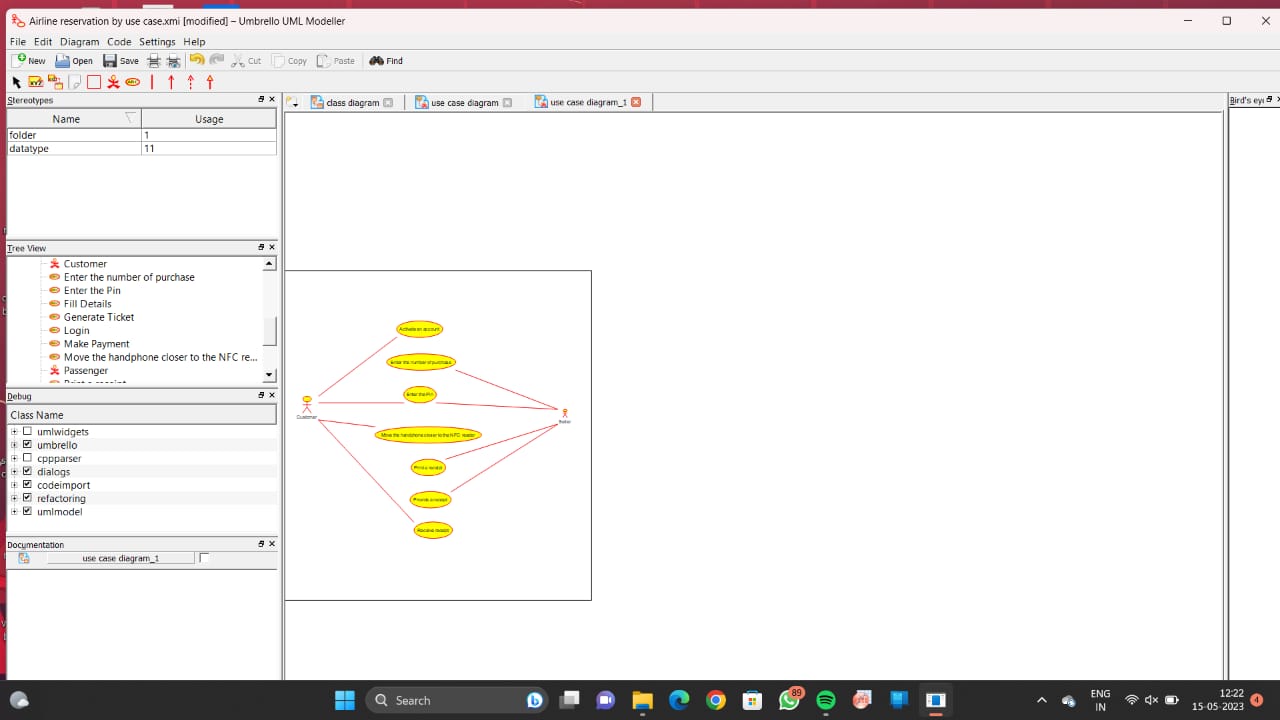 Airline reservation by use case.xmi [modified] – Umbrello UML Modeller
File Edit Diagram Code Settings Help
New Open Save Cut Copy Paste Find
Stereotypes
Name Usage
folder 1
datatype 11
Tree View
Customer
Enter the number of purchase
Enter the Pin
Fill Details
Generate Ticket
Login
Make Payment
Move the handphone closer to the NFC re...
Passenger
Print a receipt
Debug
Class Name
umlwidgets
umbrello
cppparser
dialogs
codeimport
refactoring
umlmodel
Documentation
use case diagram_1
class diagram use case diagram use case diagram_1
Bird's ey
Activate an account
Enter the number of purchase
Enter the Pin
Customer
Move the handphone closer to the NFC reader
Print a receipt
Provide a receipt
Search
89
ENG
IN
12:22
15-05-2023
4